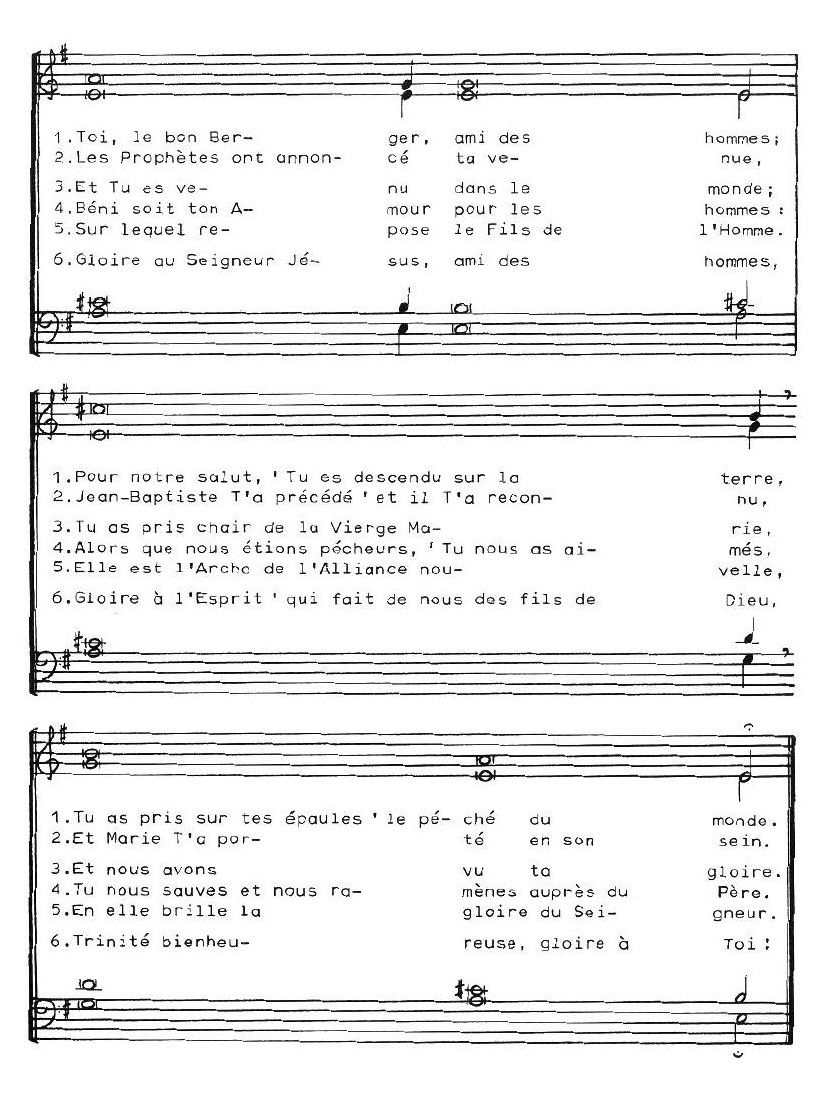 1.Toi, le bon Ber- ger, ami des hommes;
2.Les Prophètes ont annon- cé ta ve- nue,
3.Et Tu es ve- nu dans le monde;
4.Béni soit ton A- mour pour les hommes :
5.Sur lequel re- pose le Fils de l'Homme.
6.Gloire au Seigneur Jé- sus, ami des hommes,
1.Pour notre salut, ' Tu es descendu sur la terre,
2.Jean-Baptiste T'a précédé ' et il T'a recon- nu,
3.Tu as pris chair de la Vierge Ma- rie,
4.Alors que nous étions pécheurs, ' Tu nous as ai- més,
5.Elle est l'Arche de l'Alliance nou- velle,
6.Gloire à l'Esprit ' qui fait de nous des fils de Dieu,
1.Tu as pris sur tes épaules ' le pé- ché du monde.
2.Et Marie T'a por- té en son sein.
3.Et nous avons vu ta gloire.
4.Tu nous sauves et nous ra- mènes auprès du Père.
5.En elle brille la gloire du Sei- gneur.
6.Trinité bienheu- reuse, gloire à Toi !